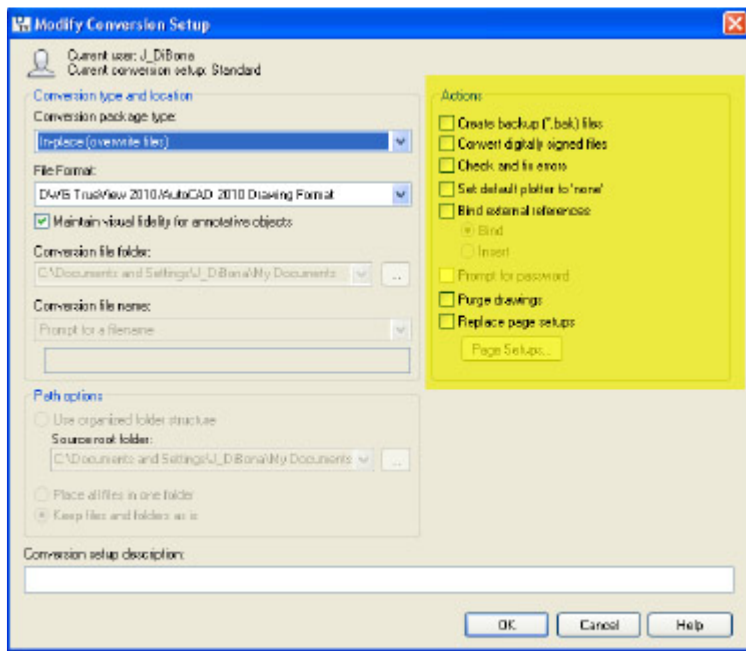 Modify Conversion Setup
Current user: J_DiBona
Current conversion setup: Standard
Conversion type and location
Conversion package type:
In-place (overwrite files)
File Format:
DWG TrueView 2010/AutoCAD 2010 Drawing Format
Maintain visual fidelity for annotative objects
Conversion file folder:
C:\Documents and Settings\J_DiBona\My Documents
...
Conversion file name:
Prompt for a filename
Path options
Use organized folder structure
Source root folder:
C:\Documents and Settings\J_DiBona\My Documents
...
Place all files in one folder
Keep files and folders as is
Actions
Create backup (*.bak) files
Convert digitally signed files
Check and fix errors
Set default plotter to 'none'
Bind external references
Bind
Insert
Prompt for password
Purge drawings
Replace page setups
Page Setups...
Conversion setup description:
OK
Cancel
Help